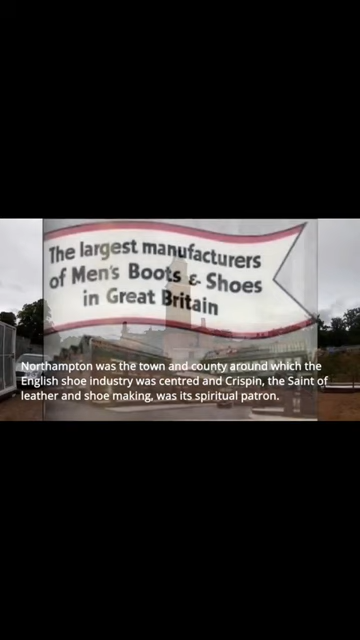 The largest manufacturers
of Men's Boots & Shoes
in Great Britain
Northampton was the town and county around which the
English shoe industry was centred and Crispin, the Saint of
leather and shoe making, was its spiritual patron.